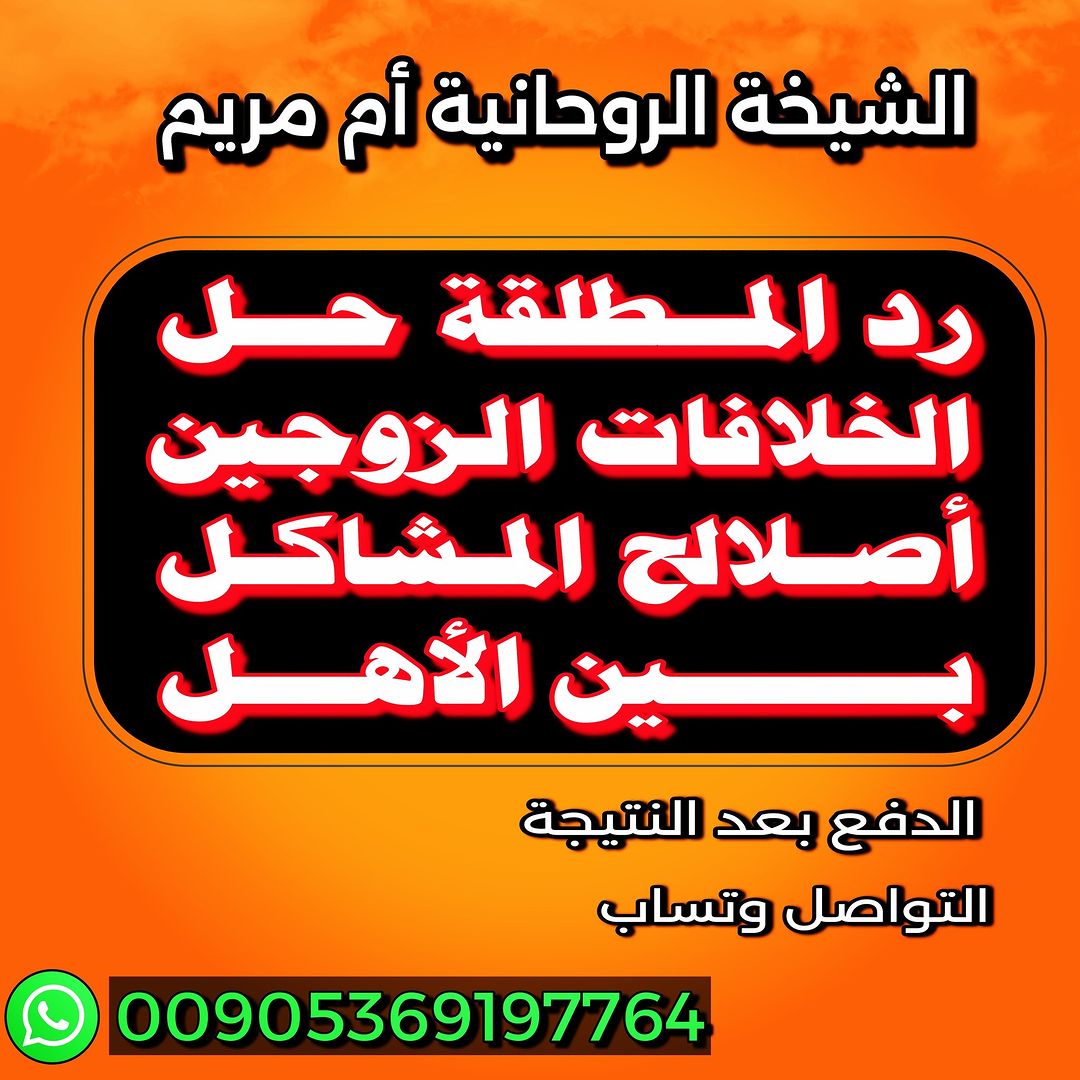 الشيخة الروحانية أم مريم
رد المطلقة حل
الخلافات الزوجين
أصلالح المشاكل
بين الأهل
الدفع بعد النتيجة
التواصل وتساب
00905369197764